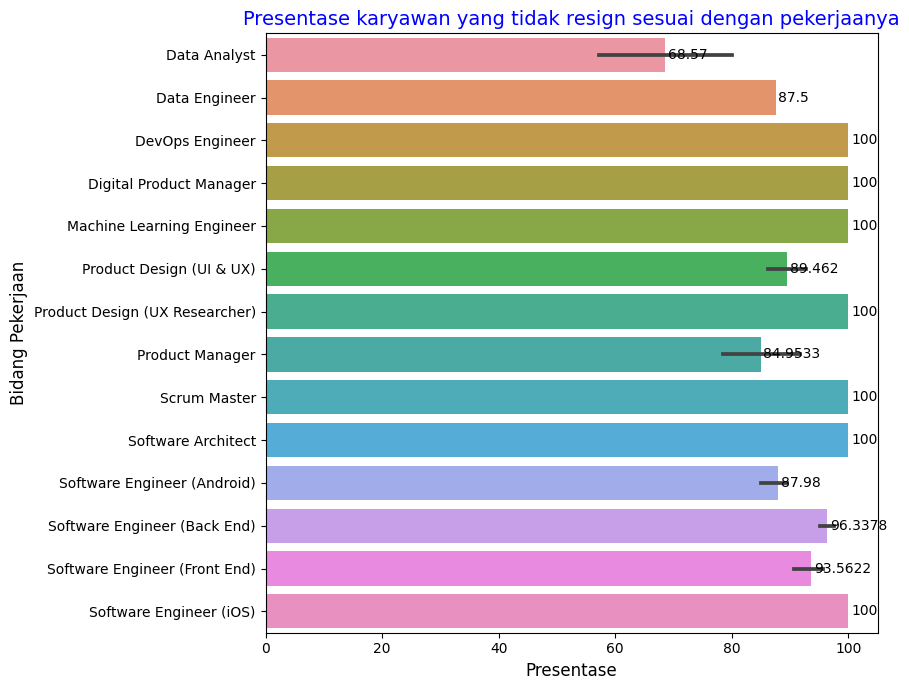 Presentase karyawan yang tidak resign sesuai dengan pekerjaanya
Bidang Pekerjaan
Data Analyst 68.57
Data Engineer 87.5
DevOps Engineer 100
Digital Product Manager 100
Machine Learning Engineer 100
Product Design (UI & UX) 89.462
Product Design (UX Researcher) 100
Product Manager 84.9533
Scrum Master 100
Software Architect 100
Software Engineer (Android) 87.98
Software Engineer (Back End) 96.3378
Software Engineer (Front End) 93.5622
Software Engineer (iOS) 100
0 20 40 60 80 100
Presentase